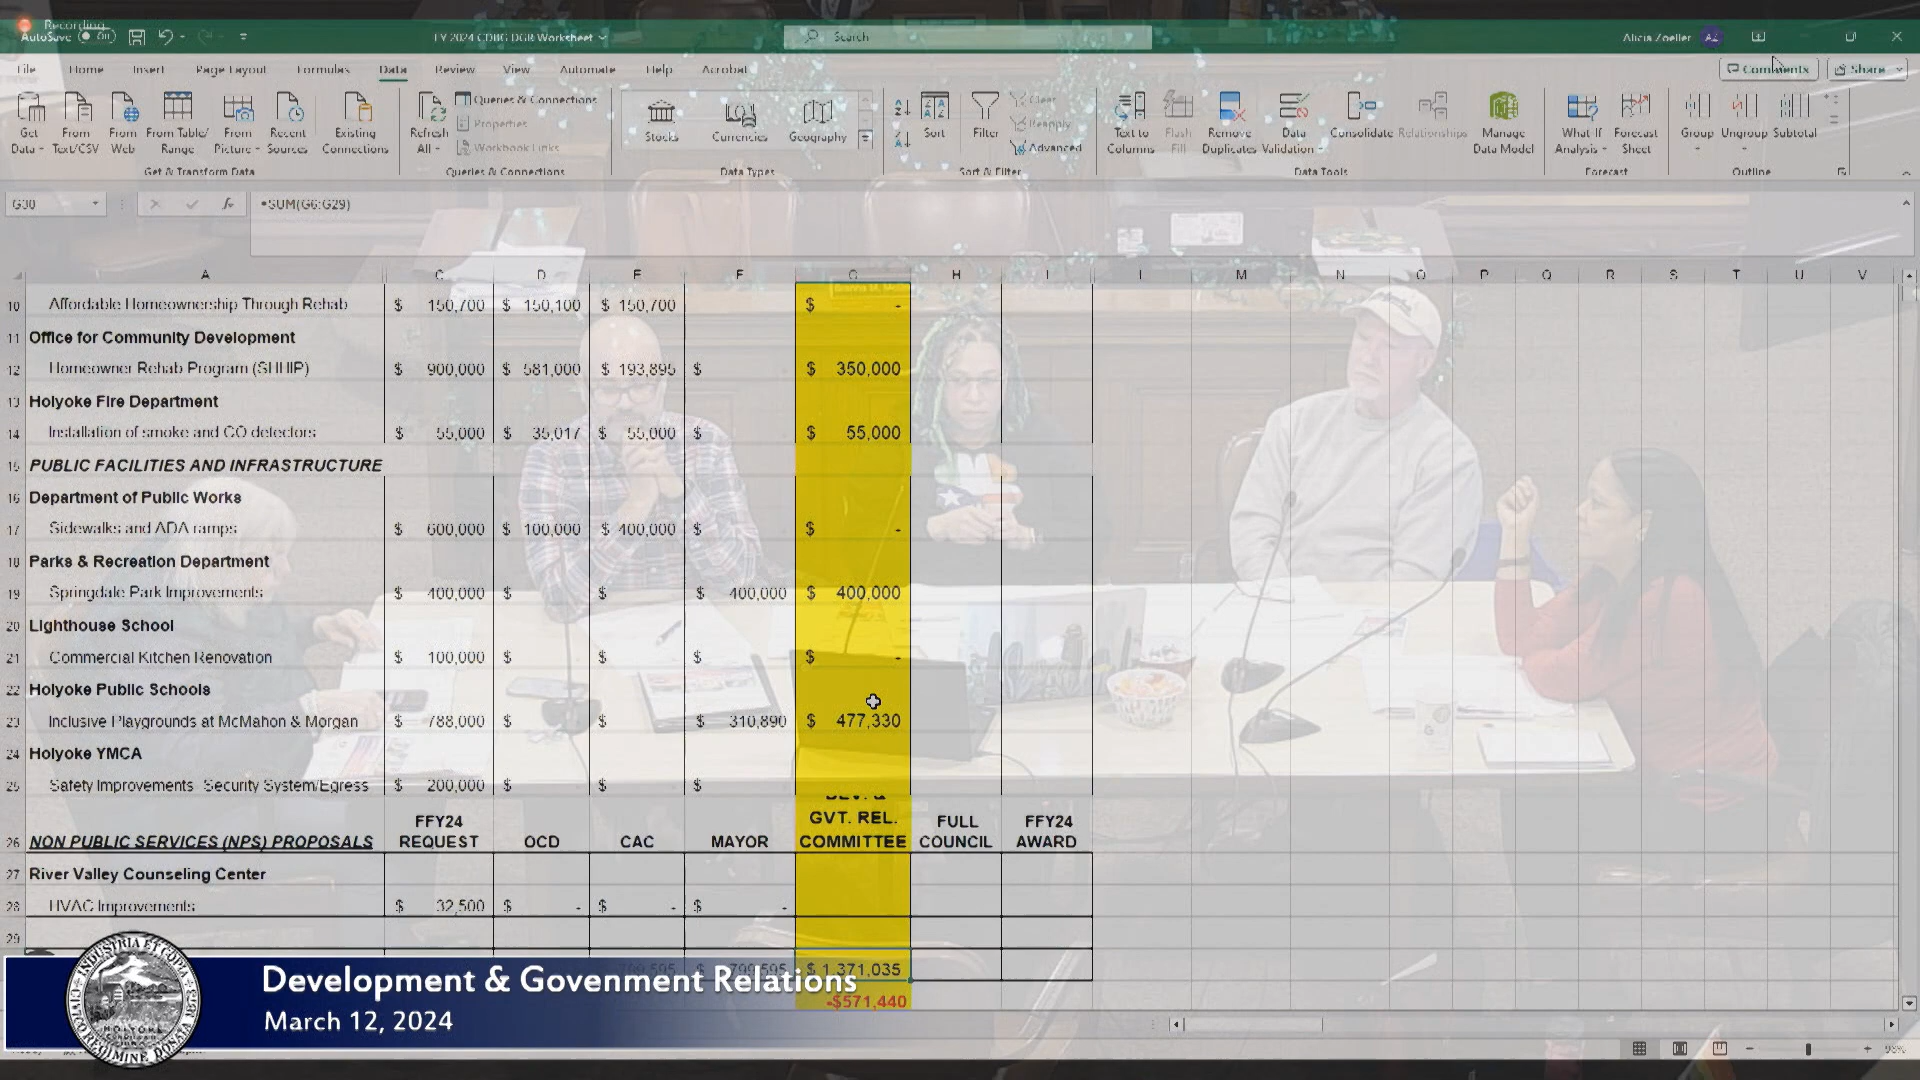 Recording
AutoSave Off FY 2024 CDBG DGR Worksheet Search Alicia Zoeller AZ
File Home Insert Page Layout Formulas Data Review View Automate Help Acrobat Comments Share
Get Data From Text/CSV From Web From Table/Range From Picture Recent Sources Existing Connections Refresh All Queries & Connections Properties Workbook Links Stocks Currencies Geography Sort Filter Clear Reapply Advanced Text to Columns Flash Fill Remove Duplicates Data Validation Consolidate Relationships Manage Data Model What-If Analysis Forecast Sheet Group Ungroup Subtotal
Get & Transform Data Queries & Connections Data Types Sort & Filter Data Tools Forecast Outline
G30 fx =SUM(G6:G29)
A C D E F G H I L M N O P Q R S T U V
10 Affordable Homeownership Through Rehab $ 150,700 $ 150,100 $ 150,700 $ -
11 Office for Community Development
12 Homeowner Rehab Program (SHHIP) $ 900,000 $ 581,000 $ 193,895 $ $ 350,000
13 Holyoke Fire Department
14 Installation of smoke and CO detectors $ 55,000 $ 35,017 $ 55,000 $ $ 55,000
15 PUBLIC FACILITIES AND INFRASTRUCTURE
16 Department of Public Works
17 Sidewalks and ADA ramps $ 600,000 $ 100,000 $ 400,000 $ $ -
18 Parks & Recreation Department
19 Springdale Park Improvements $ 400,000 $ $ $ 400,000 $ 400,000
20 Lighthouse School
21 Commercial Kitchen Renovation $ 100,000 $ $ $ $ -
22 Holyoke Public Schools
23 Inclusive Playgrounds at McMahon & Morgan $ 788,000 $ $ $ 310,890 $ 477,330
24 Holyoke YMCA
25 Safety Improvements Security System/Egress $ 200,000 $ $ $
26 NON PUBLIC SERVICES (NPS) PROPOSALS FFY24 REQUEST OCD CAC MAYOR DEV. & GVT. REL. COMMITTEE FULL COUNCIL FFY24 AWARD
27 River Valley Counseling Center
28 HVAC Improvements $ 32,500 $ - $ - $ -
29
799,595 $ 799,595 $ 1,371,035
-$571,440
Development & Govenment Relations
March 12, 2024